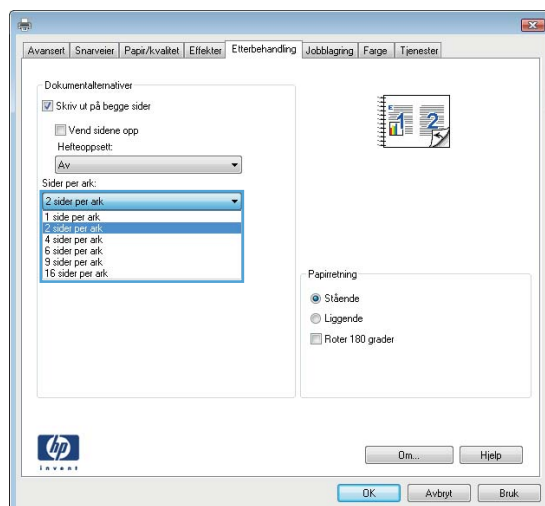 Avansert Snarveier Papir/kvalitet Effekter Etterbehandling Jobblagring Farge Tjenester
Dokumentalternativer
Skriv ut på begge sider
Vend sidene opp
Hefteoppsett:
Av
Sider per ark:
2 sider per ark
1 side per ark
2 sider per ark
4 sider per ark
6 sider per ark
9 sider per ark
16 sider per ark
1 2
Papirretning
Stående
Liggende
Roter 180 grader
hp
invent
Om... Hjelp
OK Avbryt Bruk